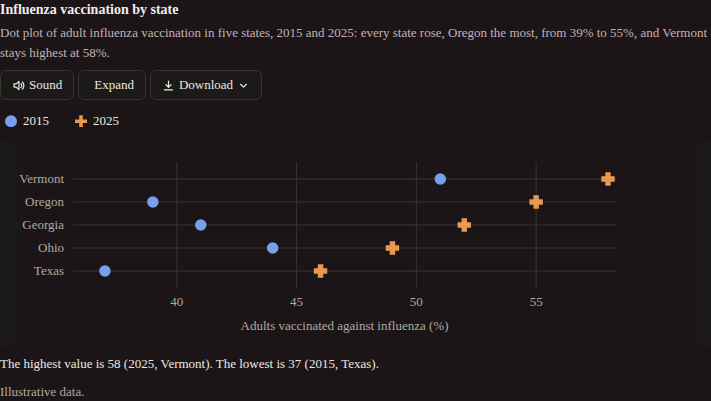 Influenza vaccination by state
Dot plot of adult influenza vaccination in five states, 2015 and 2025: every state rose, Oregon the most, from 39% to 55%, and Vermont
stays highest at 58%.
Sound Expand Download
2015 2025
Vermont
Oregon
Georgia
Ohio
Texas
40 45 50 55
Adults vaccinated against influenza (%)
The highest value is 58 (2025, Vermont). The lowest is 37 (2015, Texas).
Illustrative data.